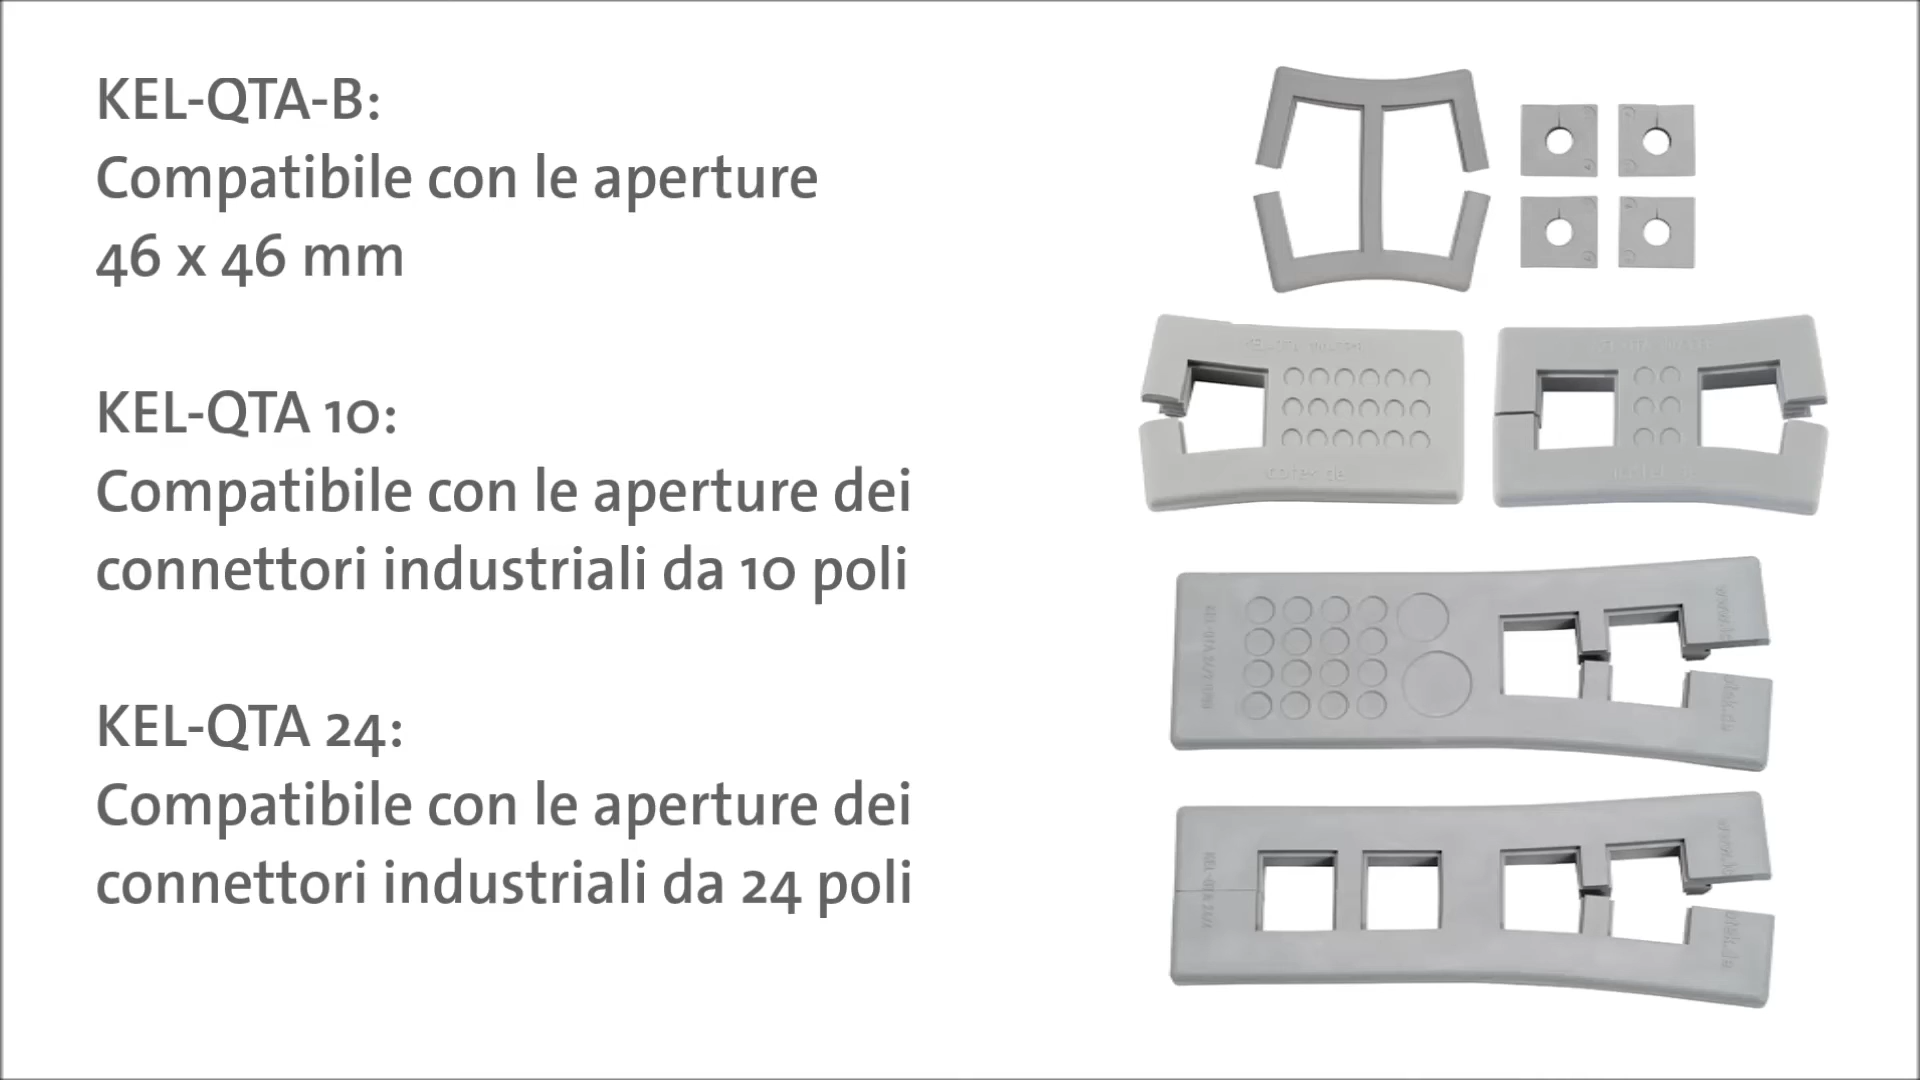 KEL-QTA-B:
Compatibile con le aperture
46 x 46 mm
KEL-QTA 10:
Compatibile con le aperture dei
connettori industriali da 10 poli
KEL-QTA 24:
Compatibile con le aperture dei
connettori industriali da 24 poli